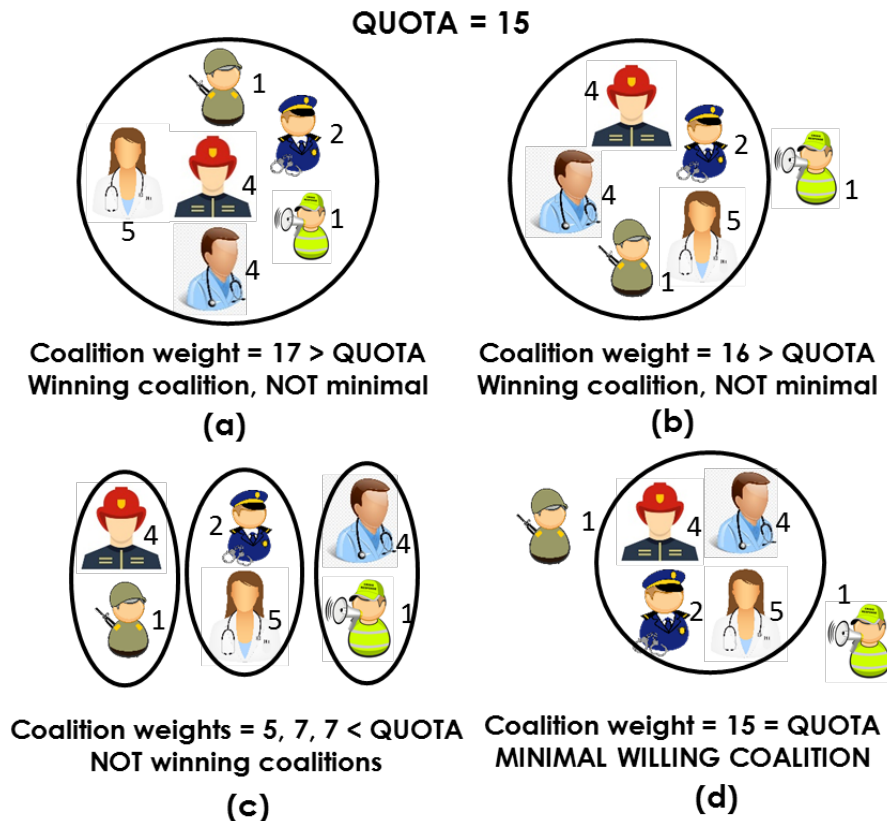 QUOTA = 15
1
2
4
1
5
4
Coalition weight = 17 > QUOTA
Winning coalition, NOT minimal
(a)
4
2
1
4
5
1
Coalition weight = 16 > QUOTA
Winning coalition, NOT minimal
(b)
4
1
2
5
4
1
Coalition weights = 5, 7, 7 < QUOTA
NOT winning coalitions
(c)
1
4
4
2
5
1
Coalition weight = 15 = QUOTA
MINIMAL WILLING COALITION
(d)